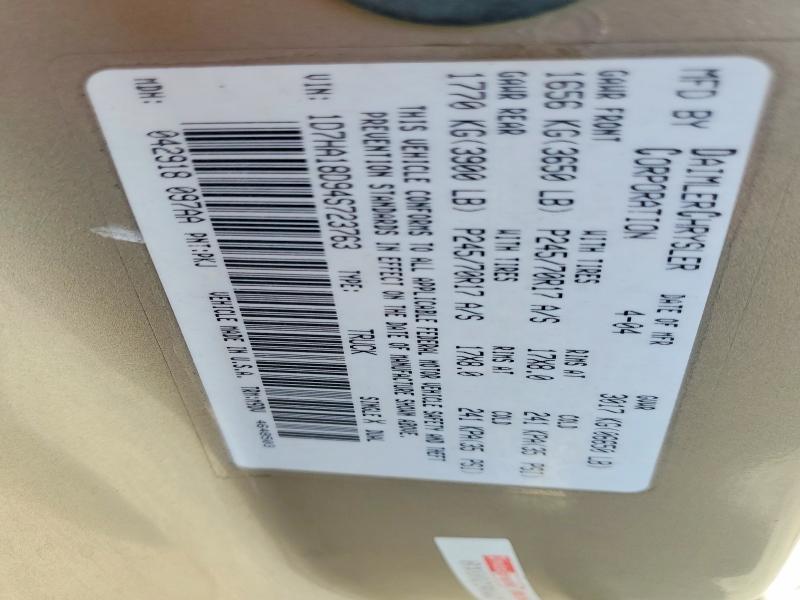 MFD BY DAIMLERCHRYSLER CORPORATION DATE OF MFR 4-04 GVWR 3017 KG(6650 LB)
GAWR FRONT WITH TIRES RIMS AT COLD
1656 KG(3650 LB) P245/70R17 A/S 17X8.0 241 KPA(35 PSI)
GAWR REAR WITH TIRES RIMS AT COLD
1770 KG(3900 LB) P245/70R17 A/S 17X8.0 241 KPA(35 PSI)
THIS VEHICLE CONFORMS TO ALL APPLICABLE FEDERAL MOTOR VEHICLE SAFETY AND THEFT
PREVENTION STANDARDS IN EFFECT ON THE DATE OF MANUFACTURE SHOWN ABOVE.
VIN: 1D7HA18D94S723763 TYPE: TRUCK SINGLE X DUAL
MDH: 042918 097AA PNT:PKJ VEHICLE MADE IN U.S.A.